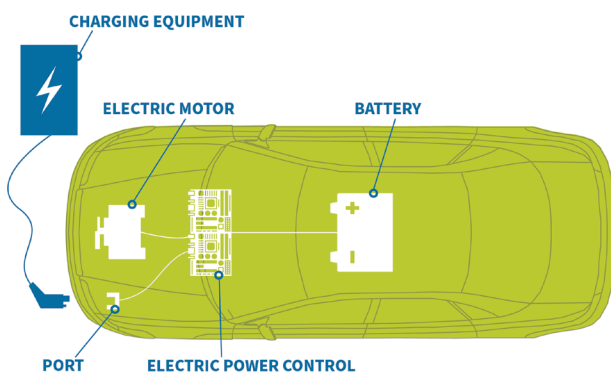 CHARGING EQUIPMENT
ELECTRIC MOTOR
BATTERY
PORT
ELECTRIC POWER CONTROL